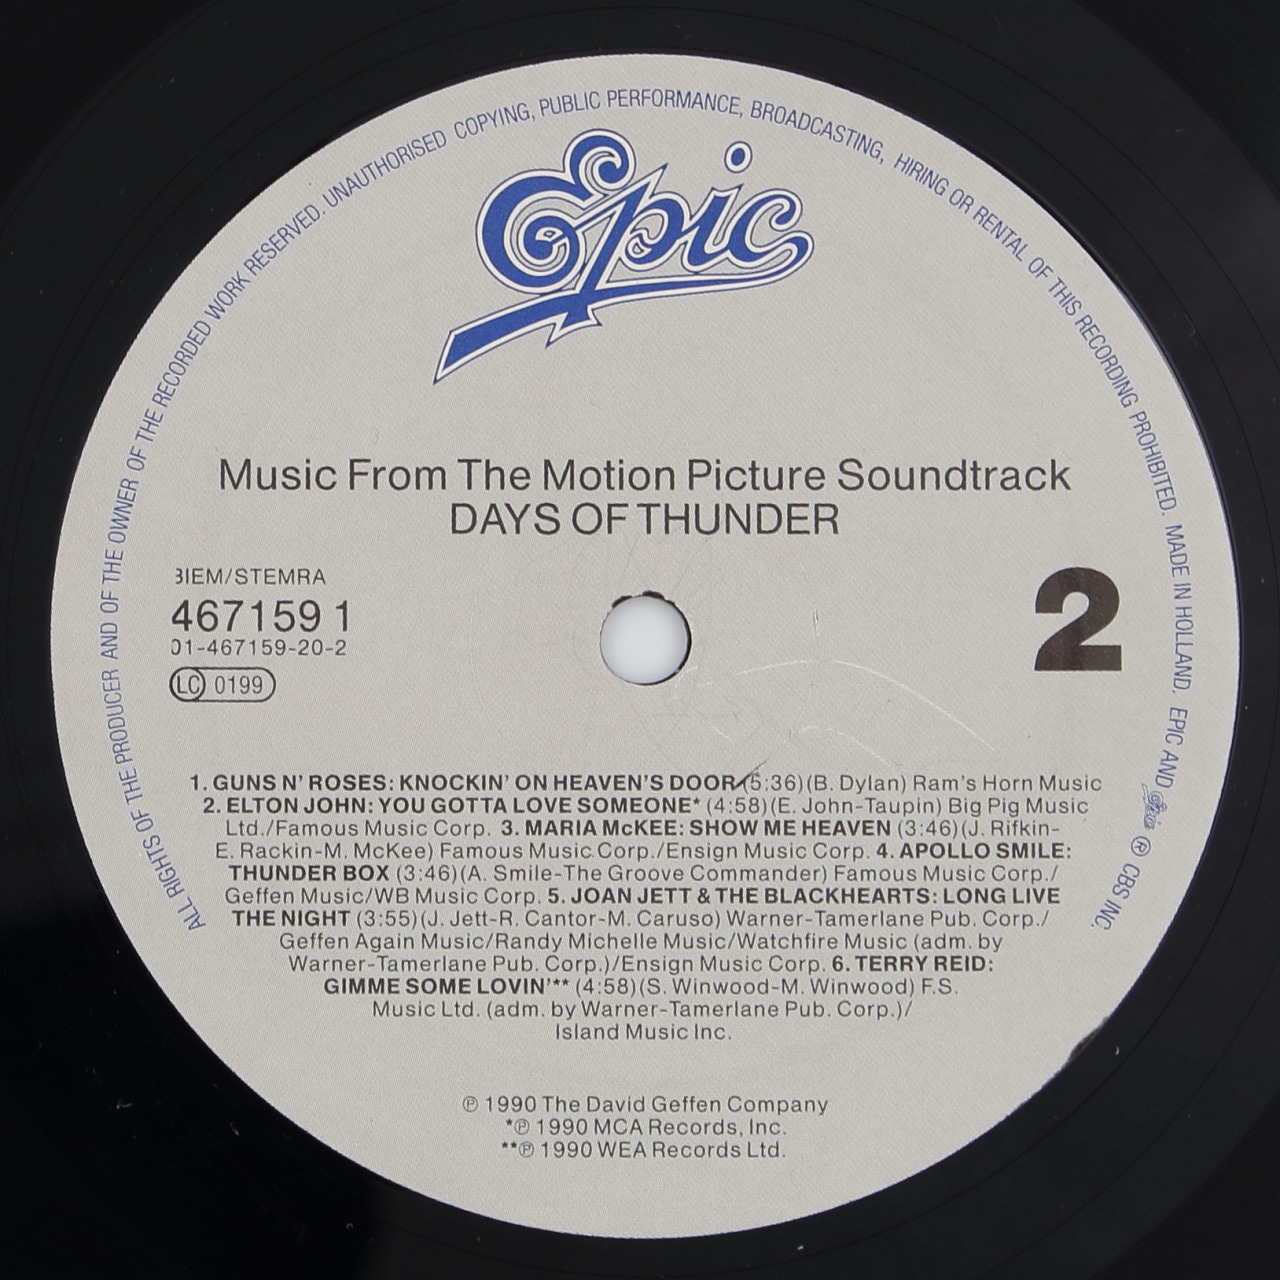 ALL RIGHTS OF THE PRODUCER AND OF THE OWNER OF THE RECORDED WORK RESERVED. UNAUTHORISED COPYING, PUBLIC PERFORMANCE, BROADCASTING, HIRING OR RENTAL OF THIS RECORDING PROHIBITED. MADE IN HOLLAND. EPIC AND Epic ® CBS INC.
Epic
Music From The Motion Picture Soundtrack
DAYS OF THUNDER
BIEM/STEMRA
467159 1
01-467159-20-2
LC 0199
2
1. GUNS N' ROSES: KNOCKIN' ON HEAVEN'S DOOR (5:36)(B. Dylan) Ram's Horn Music
2. ELTON JOHN: YOU GOTTA LOVE SOMEONE* (4:58)(E. John-Taupin) Big Pig Music
Ltd./Famous Music Corp. 3. MARIA McKEE: SHOW ME HEAVEN (3:46)(J. Rifkin-
E. Rackin-M. McKee) Famous Music Corp./Ensign Music Corp. 4. APOLLO SMILE:
THUNDER BOX (3:46)(A. Smile-The Groove Commander) Famous Music Corp./
Geffen Music/WB Music Corp. 5. JOAN JETT & THE BLACKHEARTS: LONG LIVE
THE NIGHT (3:55)(J. Jett-R. Cantor-M. Caruso) Warner-Tamerlane Pub. Corp./
Geffen Again Music/Randy Michelle Music/Watchfire Music (adm. by
Warner-Tamerlane Pub. Corp.)/Ensign Music Corp. 6. TERRY REID:
GIMME SOME LOVIN'** (4:58)(S. Winwood-M. Winwood) F.S.
Music Ltd. (adm. by Warner-Tamerlane Pub. Corp.)/
Island Music Inc.
℗ 1990 The David Geffen Company
*℗ 1990 MCA Records, Inc.
**℗ 1990 WEA Records Ltd.